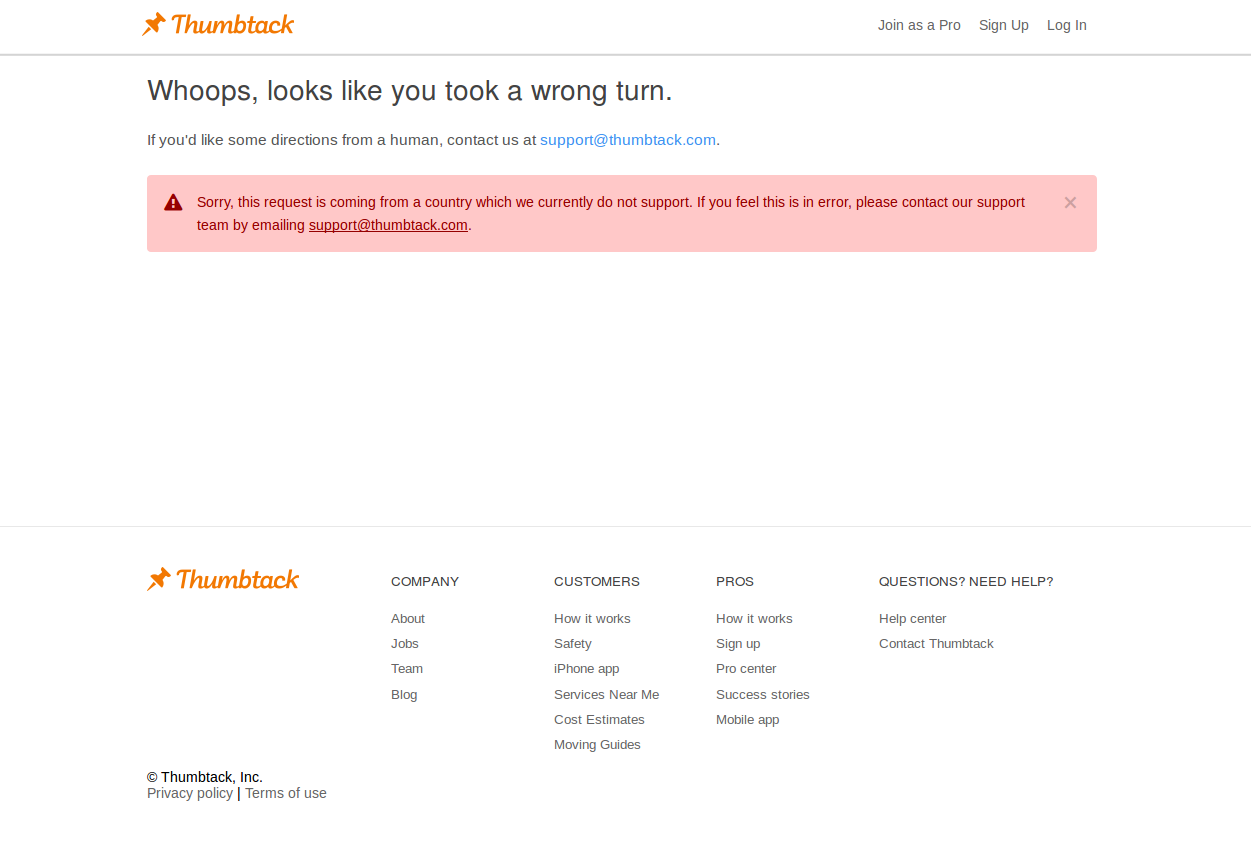 Thumbtack
Join as a Pro
Sign Up
Log In
Whoops, looks like you took a wrong turn.
If you'd like some directions from a human, contact us at support@thumbtack.com.
Sorry, this request is coming from a country which we currently do not support. If you feel this is in error, please contact our support
team by emailing support@thumbtack.com.
Thumbtack
COMPANY
About
Jobs
Team
Blog
CUSTOMERS
How it works
Safety
iPhone app
Services Near Me
Cost Estimates
Moving Guides
PROS
How it works
Sign up
Pro center
Success stories
Mobile app
QUESTIONS? NEED HELP?
Help center
Contact Thumbtack
© Thumbtack, Inc.
Privacy policy | Terms of use